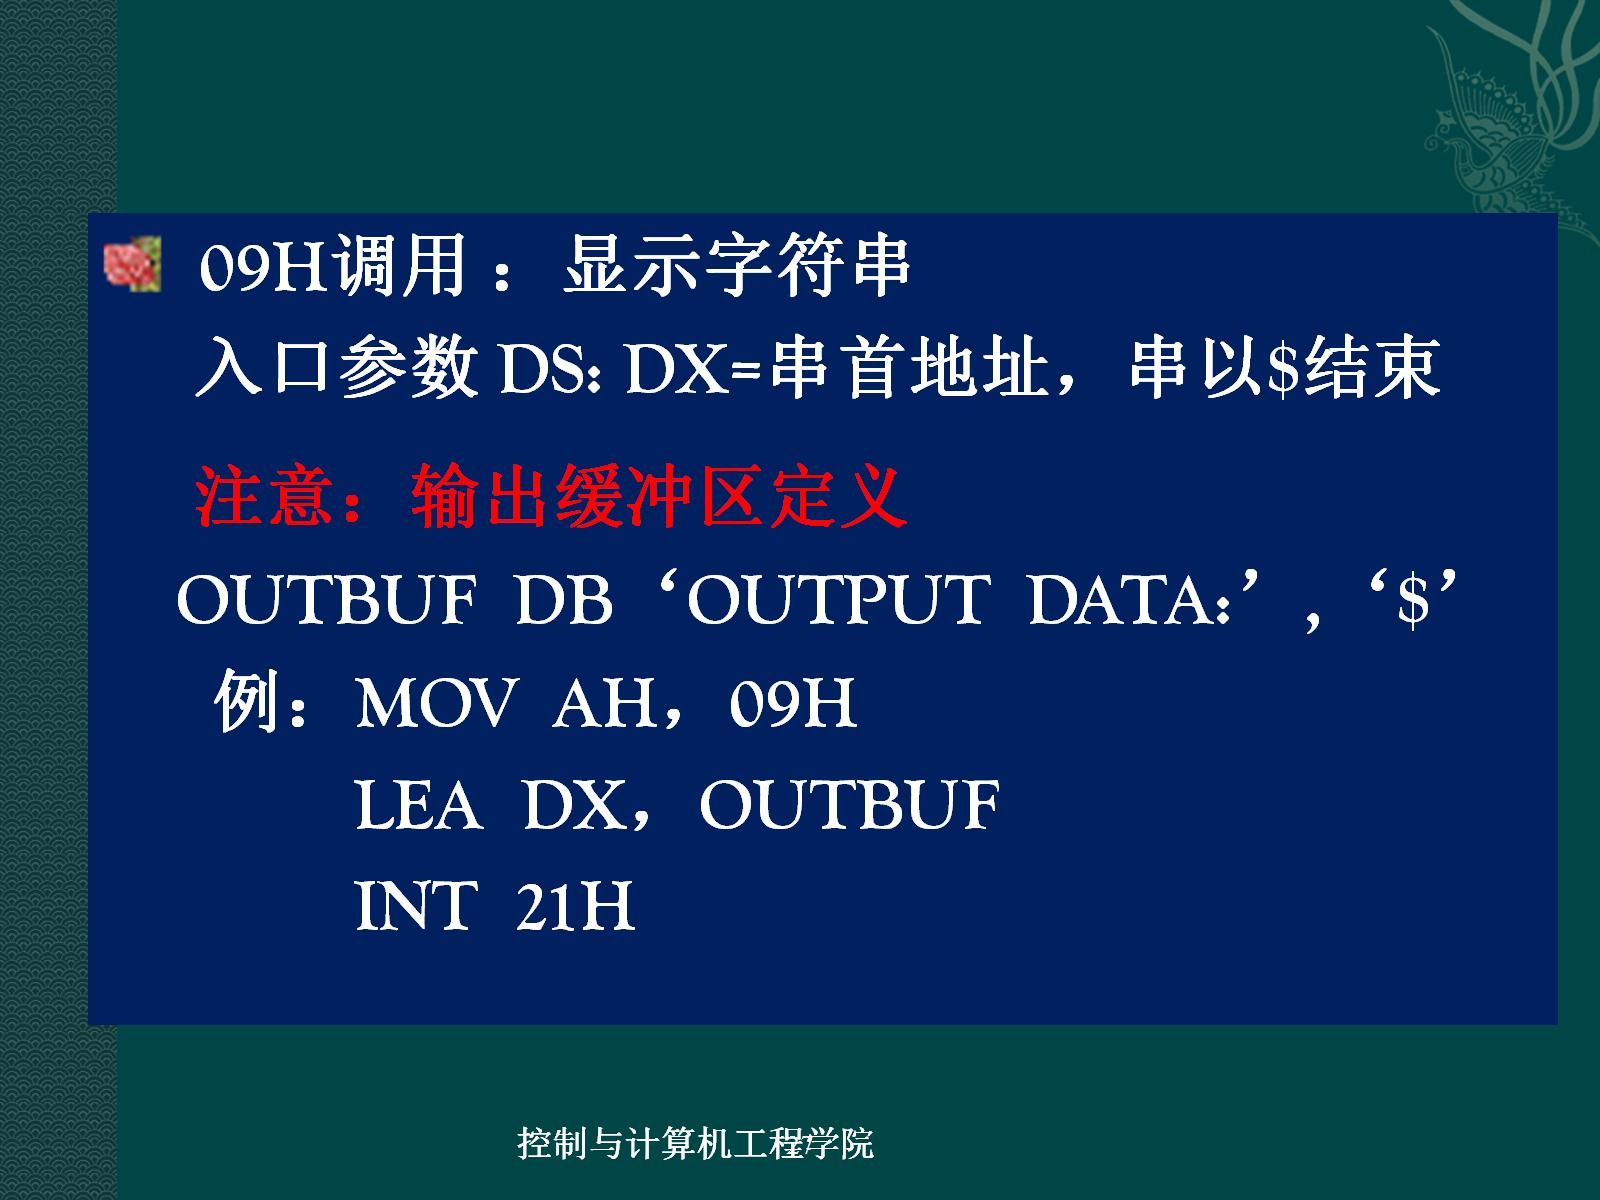 09H调用 : 显示字符串
入口参数 DS: DX=串首地址，串以$结束
注意：输出缓冲区定义
OUTBUF DB ‘OUTPUT DATA:’ , ‘$’
例：MOV AH，09H
LEA DX，OUTBUF
INT 21H
控制与计算机工程学院